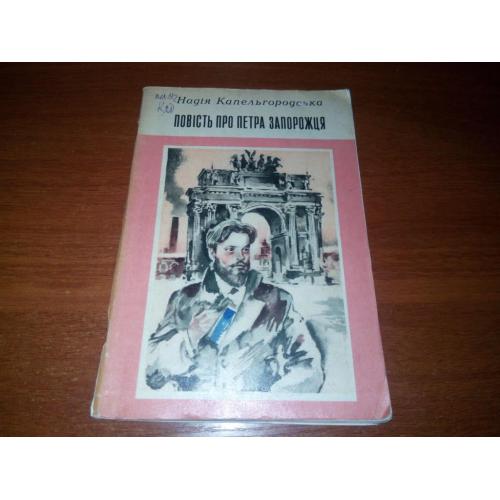 Надія Капельгородська
ПОВІСТЬ ПРО ПЕТРА ЗАПОРОЖЦЯ